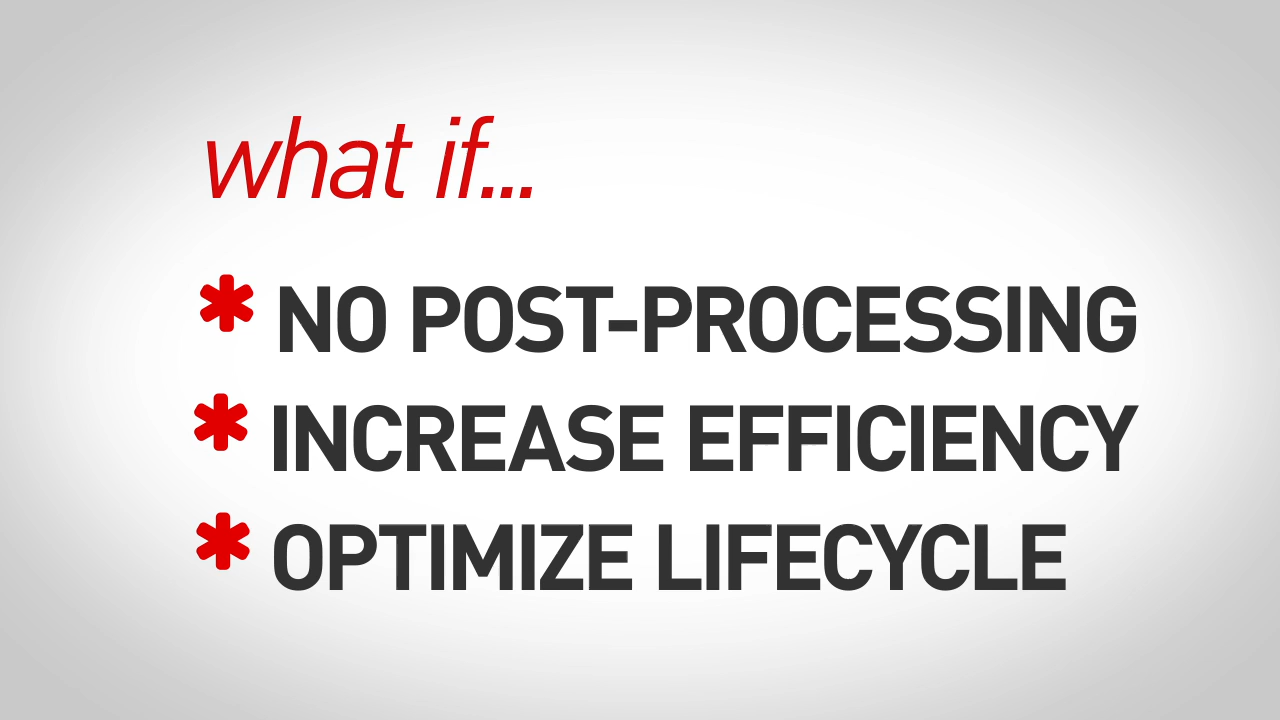 what if...
* NO POST-PROCESSING
* INCREASE EFFICIENCY
* OPTIMIZE LIFECYCLE